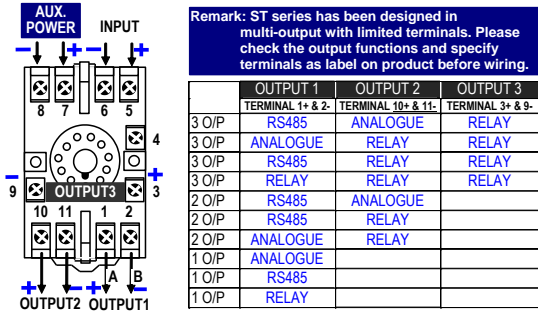 AUX.
POWER
INPUT
– + – +
8 7 6 5
4
– +
9 OUTPUT3 3
10 11 1 2
A B
+ – + –
OUTPUT2 OUTPUT1
Remark: ST series has been designed in
multi-output with limited terminals. Please
check the output functions and specify
terminals as label on product before wiring.
OUTPUT 1 OUTPUT 2 OUTPUT 3
TERMINAL 1+ & 2- TERMINAL 10+ & 11- TERMINAL 3+ & 9-
3 O/P RS485 ANALOGUE RELAY
3 O/P ANALOGUE RELAY RELAY
3 O/P RS485 RELAY RELAY
3 O/P RELAY RELAY RELAY
2 O/P RS485 ANALOGUE
2 O/P RS485 RELAY
2 O/P ANALOGUE RELAY
1 O/P ANALOGUE
1 O/P RS485
1 O/P RELAY